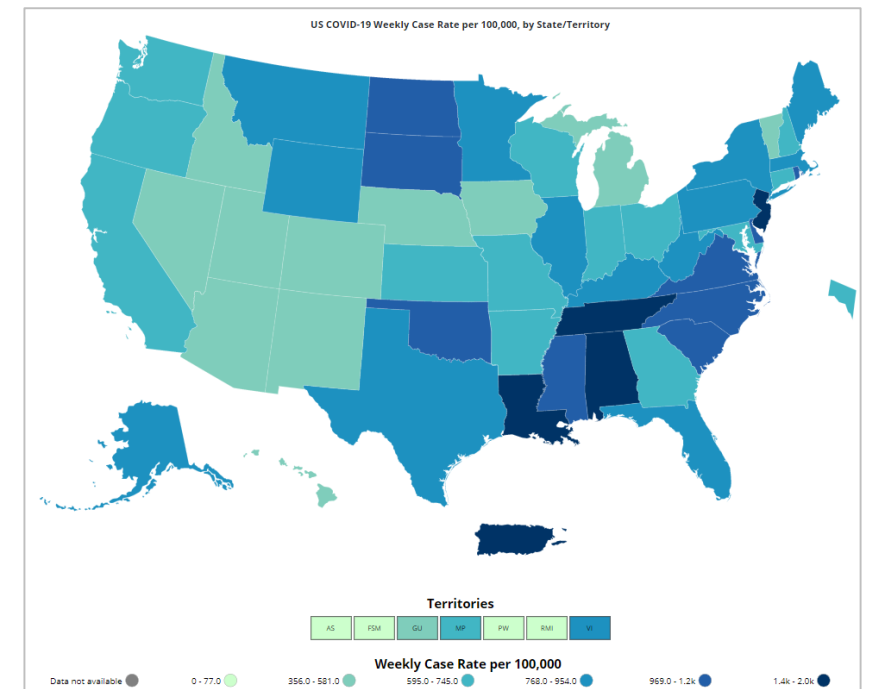 US COVID-19 Weekly Case Rate per 100,000, by State/Territory
Territories
AS FSM GU MP PW RMI VI
Weekly Case Rate per 100,000
Data not available 0 - 77.0 356.0 - 581.0 595.0 - 745.0 768.0 - 954.0 969.0 - 1.2k 1.4k - 2.0k